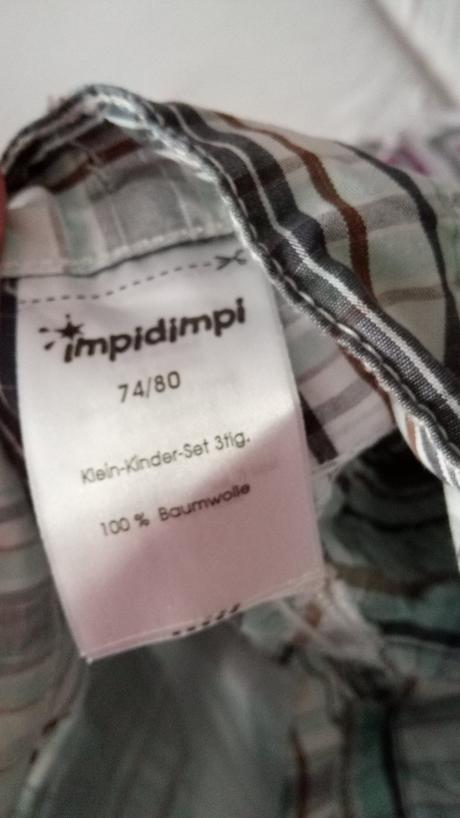 impidimpi
74/80
Klein-Kinder-Set 3tlg.
100 % Baumwolle